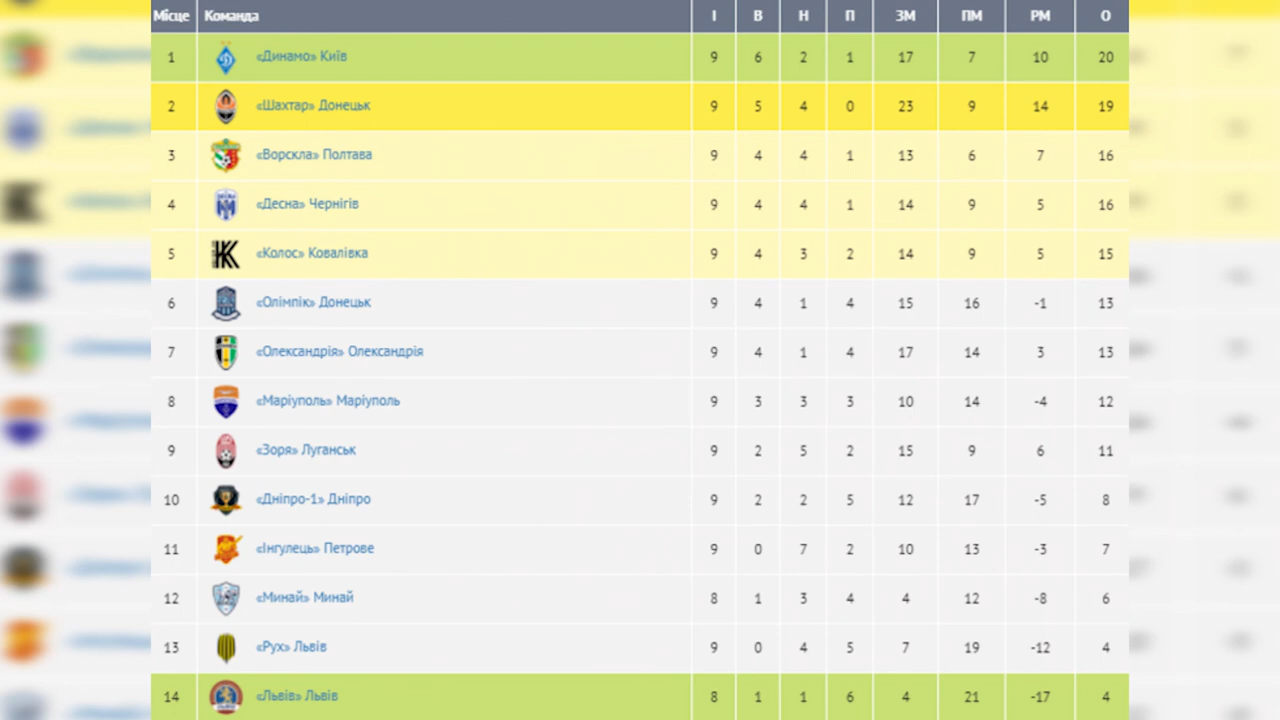 Місце Команда І В Н П ЗМ ПМ РМ О
1 «Динамо» Київ 9 6 2 1 17 7 10 20
2 «Шахтар» Донецьк 9 5 4 0 23 9 14 19
3 «Ворскла» Полтава 9 4 4 1 13 6 7 16
4 «Десна» Чернігів 9 4 4 1 14 9 5 16
5 «Колос» Ковалівка 9 4 3 2 14 9 5 15
6 «Олімпік» Донецьк 9 4 1 4 15 16 -1 13
7 «Олександрія» Олександрія 9 4 1 4 17 14 3 13
8 «Маріуполь» Маріуполь 9 3 3 3 10 14 -4 12
9 «Зоря» Луганськ 9 2 5 2 15 9 6 11
10 «Дніпро-1» Дніпро 9 2 2 5 12 17 -5 8
11 «Інгулець» Петрове 9 0 7 2 10 13 -3 7
12 «Минай» Минай 8 1 3 4 4 12 -8 6
13 «Рух» Львів 9 0 4 5 7 19 -12 4
14 «Львів» Львів 8 1 1 6 4 21 -17 4